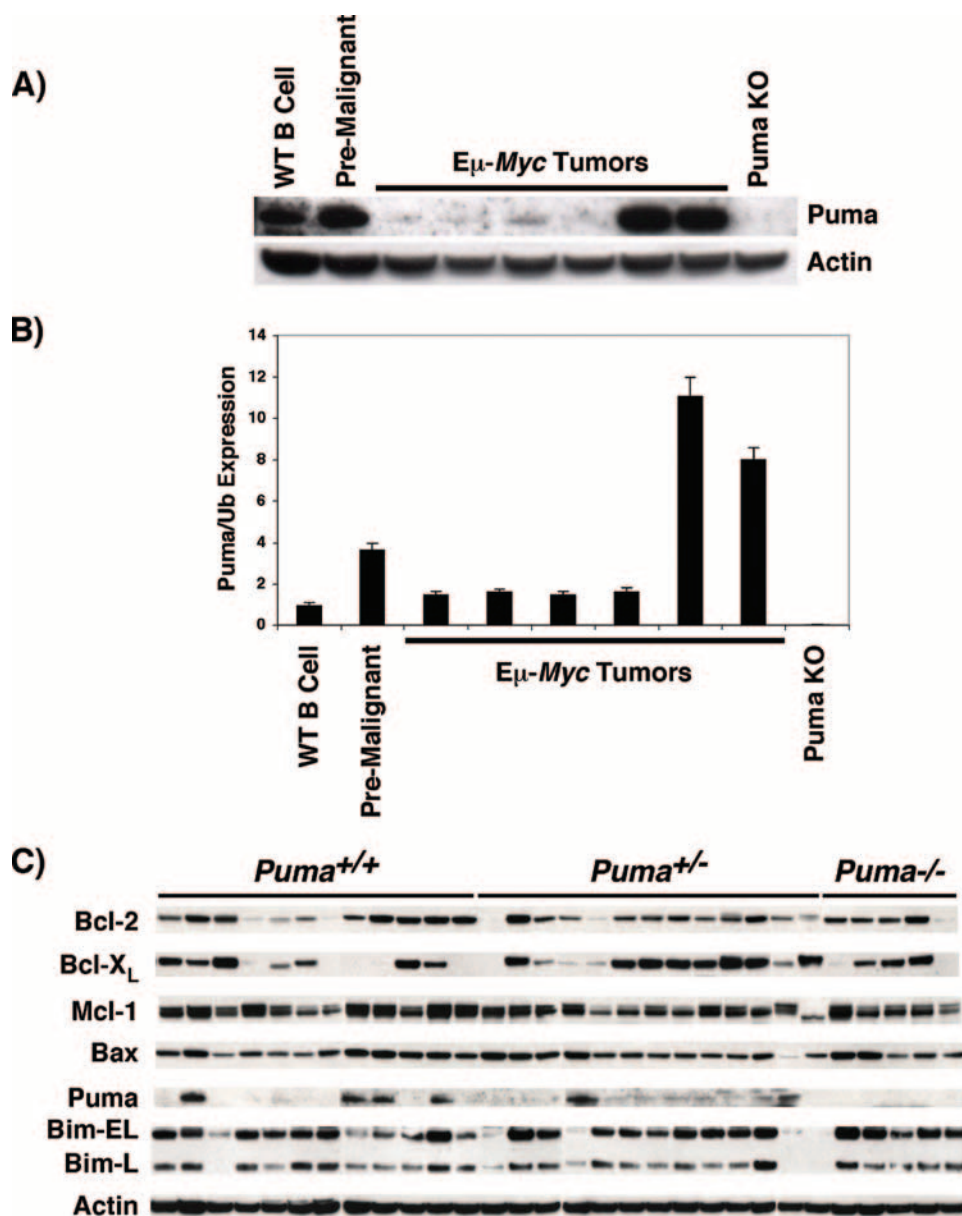 A)
WT B Cell
Pre-Malignant
Eμ-Myc Tumors
Puma KO
Puma
Actin
B)
Puma/Ub Expression
14
12
10
8
6
4
2
0
WT B Cell
Pre-Malignant
Eμ-Myc Tumors
Puma KO
C)
Puma+/+
Puma+/-
Puma-/-
Bcl-2
Bcl-XL
Mcl-1
Bax
Puma
Bim-EL
Bim-L
Actin